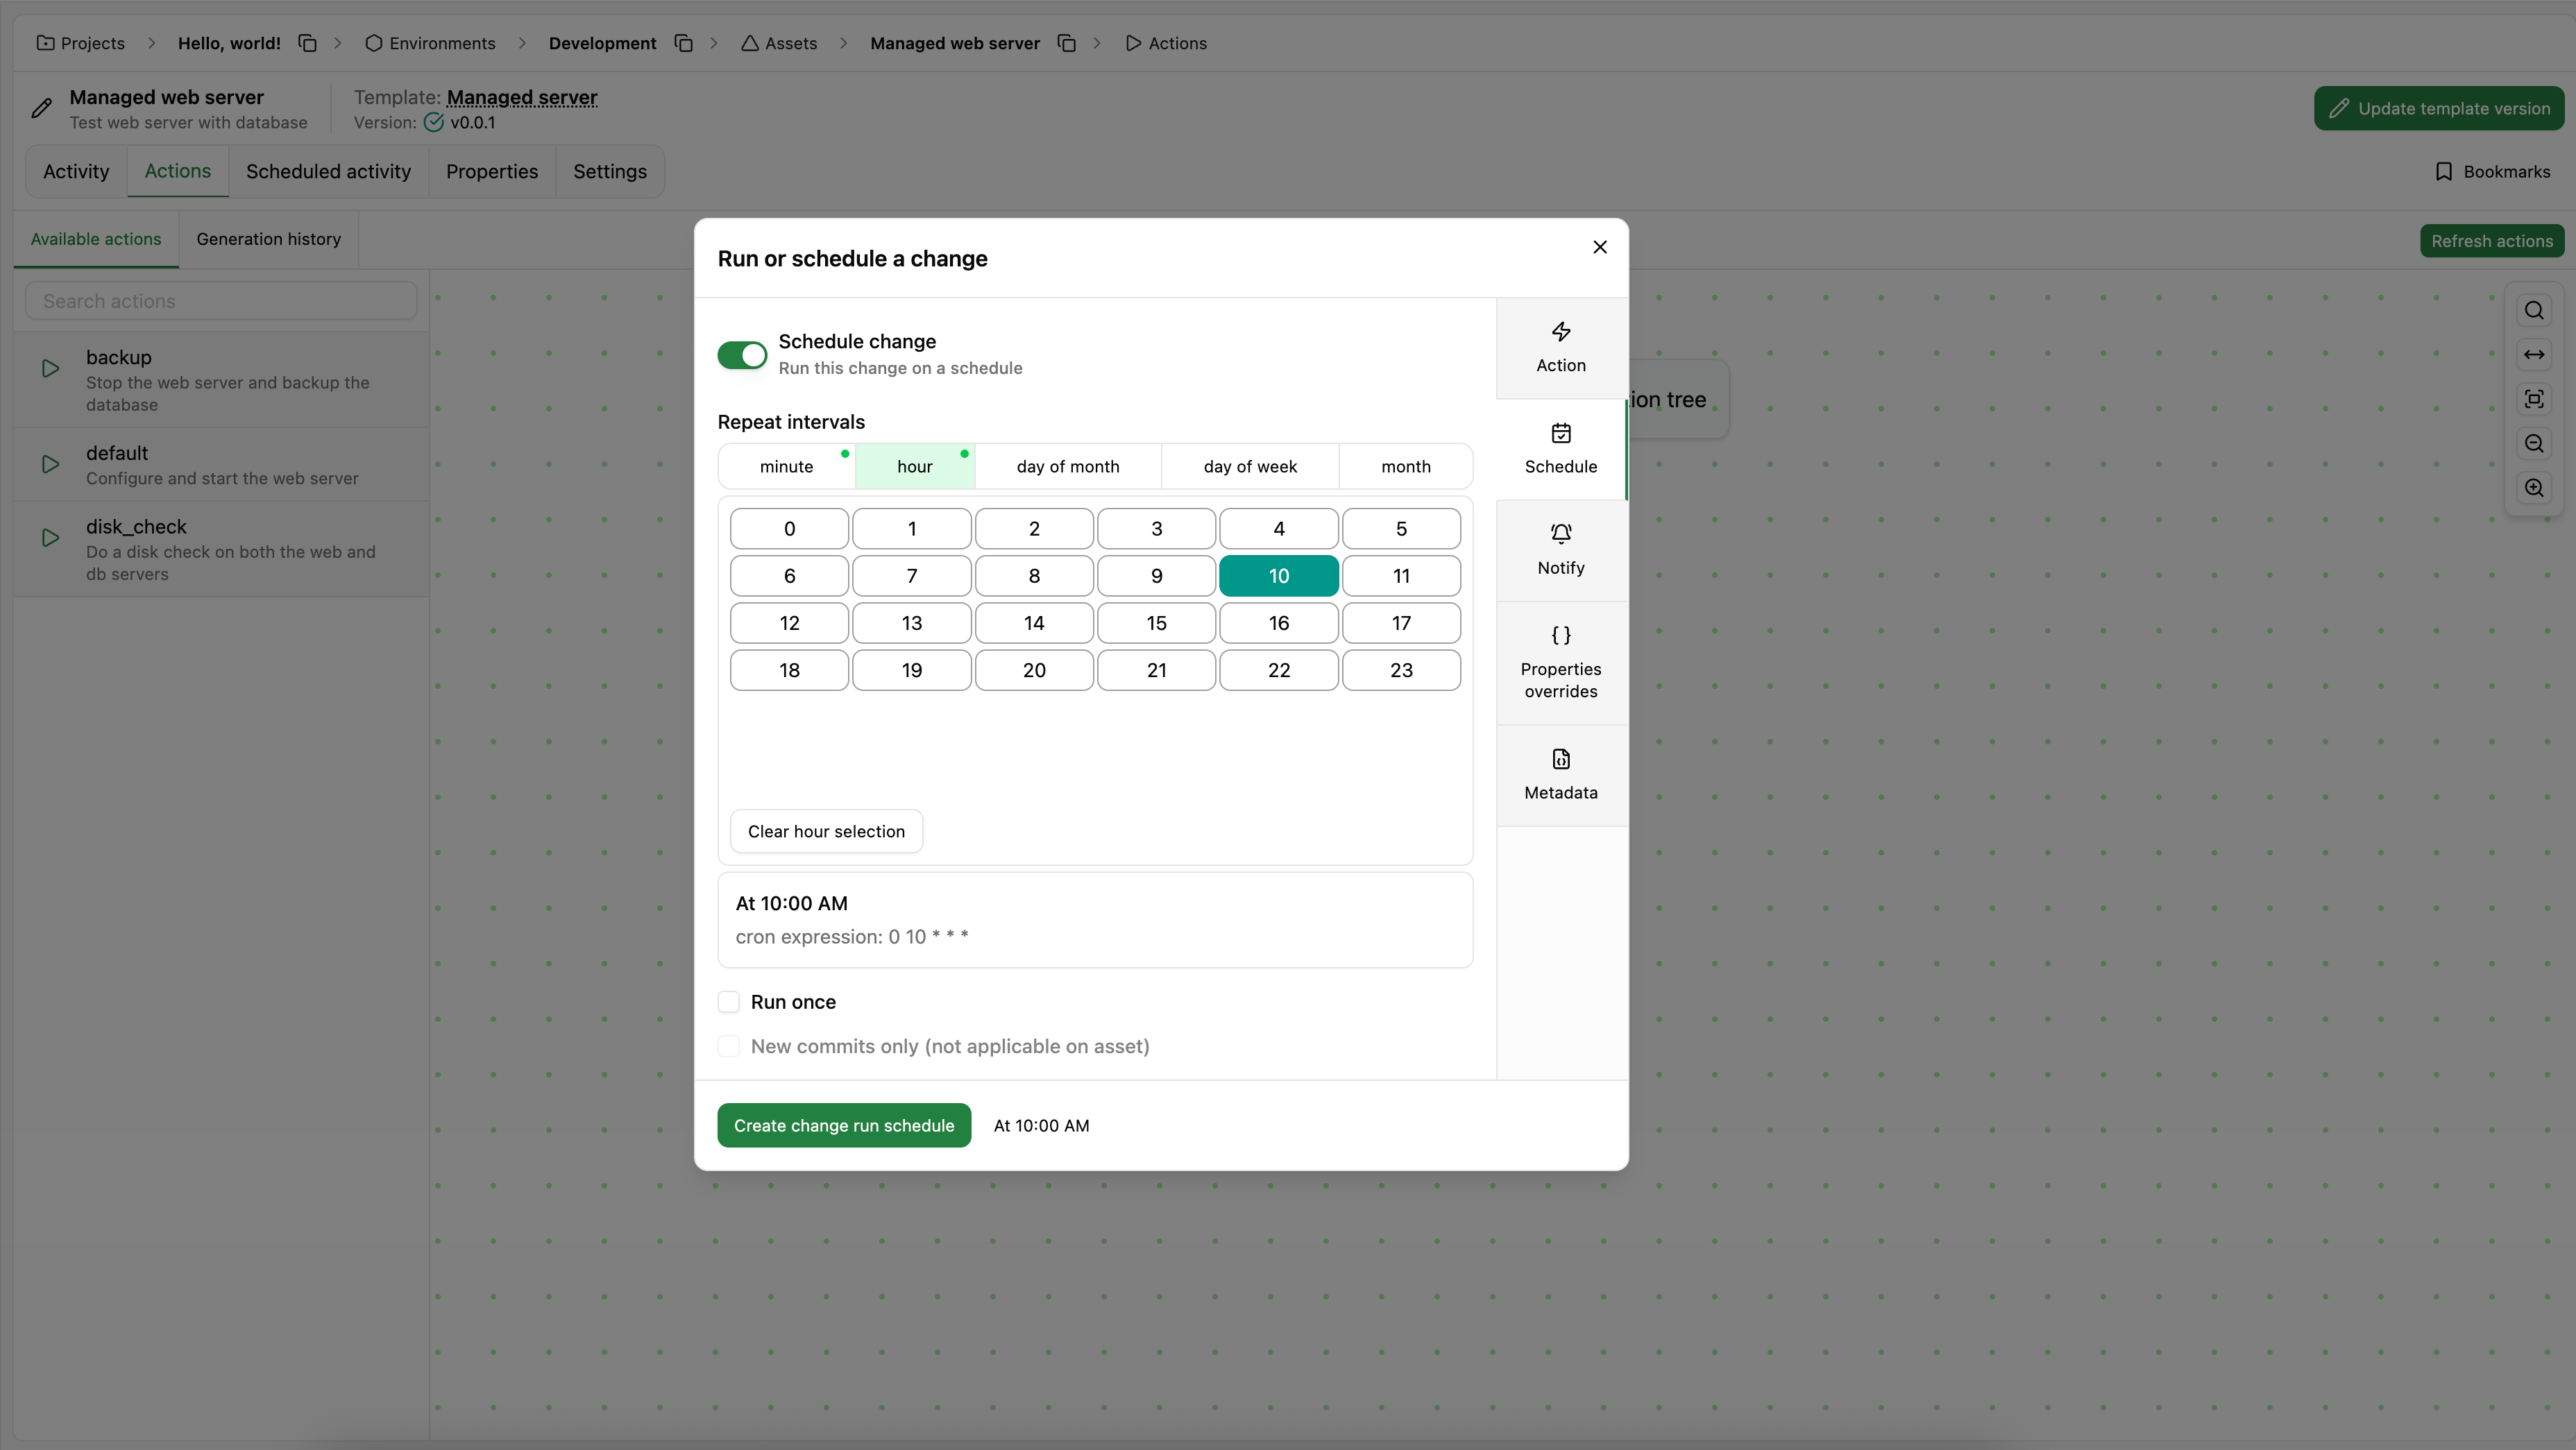 Projects
Hello, world!
Environments
Development
Assets
Managed web server
Actions
Managed web server
Test web server with database
Template: Managed server
Version: v0.0.1
Update template version
Activity
Actions
Scheduled activity
Properties
Settings
Bookmarks
Available actions
Generation history
Refresh actions
Search actions
backup
Stop the web server and backup the
database
default
Configure and start the web server
disk_check
Do a disk check on both the web and
db servers
ion tree
Run or schedule a change
Schedule change
Run this change on a schedule
Repeat intervals
minute
hour
day of month
day of week
month
0 1 2 3 4 5
6 7 8 9 10 11
12 13 14 15 16 17
18 19 20 21 22 23
Clear hour selection
At 10:00 AM
cron expression: 0 10 * * *
Run once
New commits only (not applicable on asset)
Create change run schedule
At 10:00 AM
Action
Schedule
Notify
Properties
overrides
Metadata